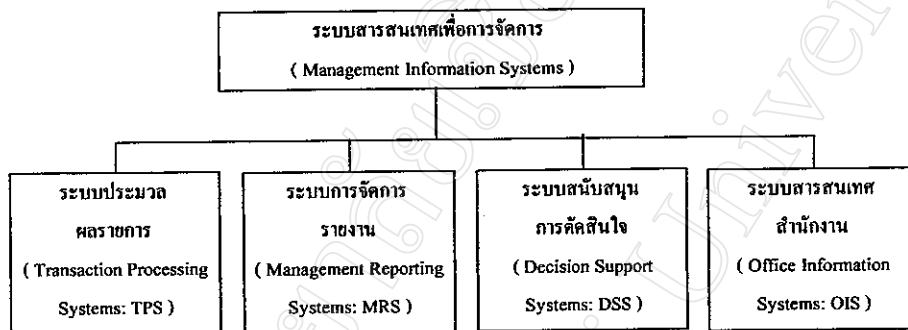 ระบบสารสนเทศเพื่อการจัดการ
( Management Information Systems )
ระบบประมวล
ผลรายการ
( Transaction Processing
Systems: TPS )
ระบบการจัดการ
รายงาน
( Management Reporting
Systems: MRS )
ระบบสนับสนุน
การตัดสินใจ
( Decision Support
Systems: DSS )
ระบบสารสนเทศ
สำนักงาน
( Office Information
Systems: OIS )